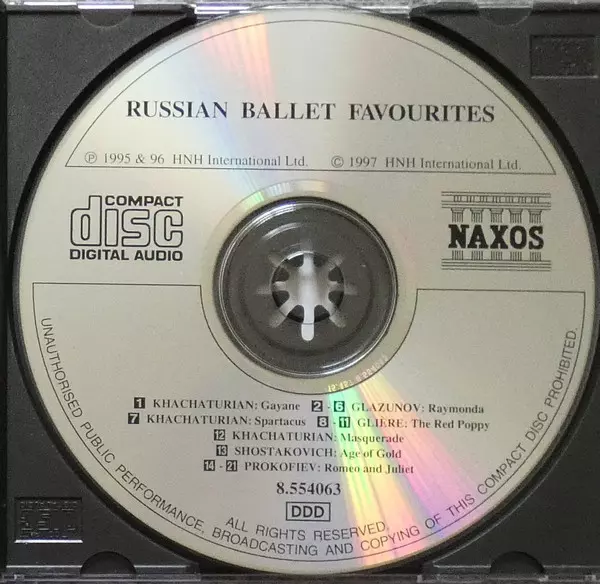 RUSSIAN BALLET FAVOURITES
Ⓟ 1995 & 96 HNH International Ltd. © 1997 HNH International Ltd.
COMPACT
disc
DIGITAL AUDIO
NAXOS
1 KHACHATURIAN: Gayane 2 - 6 GLAZUNOV: Raymonda
7 KHACHATURIAN: Spartacus 8 - 11 GLIÈRE: The Red Poppy
12 KHACHATURIAN: Masquerade
13 SHOSTAKOVICH: Age of Gold
14 - 21 PROKOFIEV: Romeo and Juliet
8.554063
DDD
ALL RIGHTS RESERVED.
UNAUTHORISED PUBLIC PERFORMANCE, BROADCASTING AND COPYING OF THIS COMPACT DISC PROHIBITED.